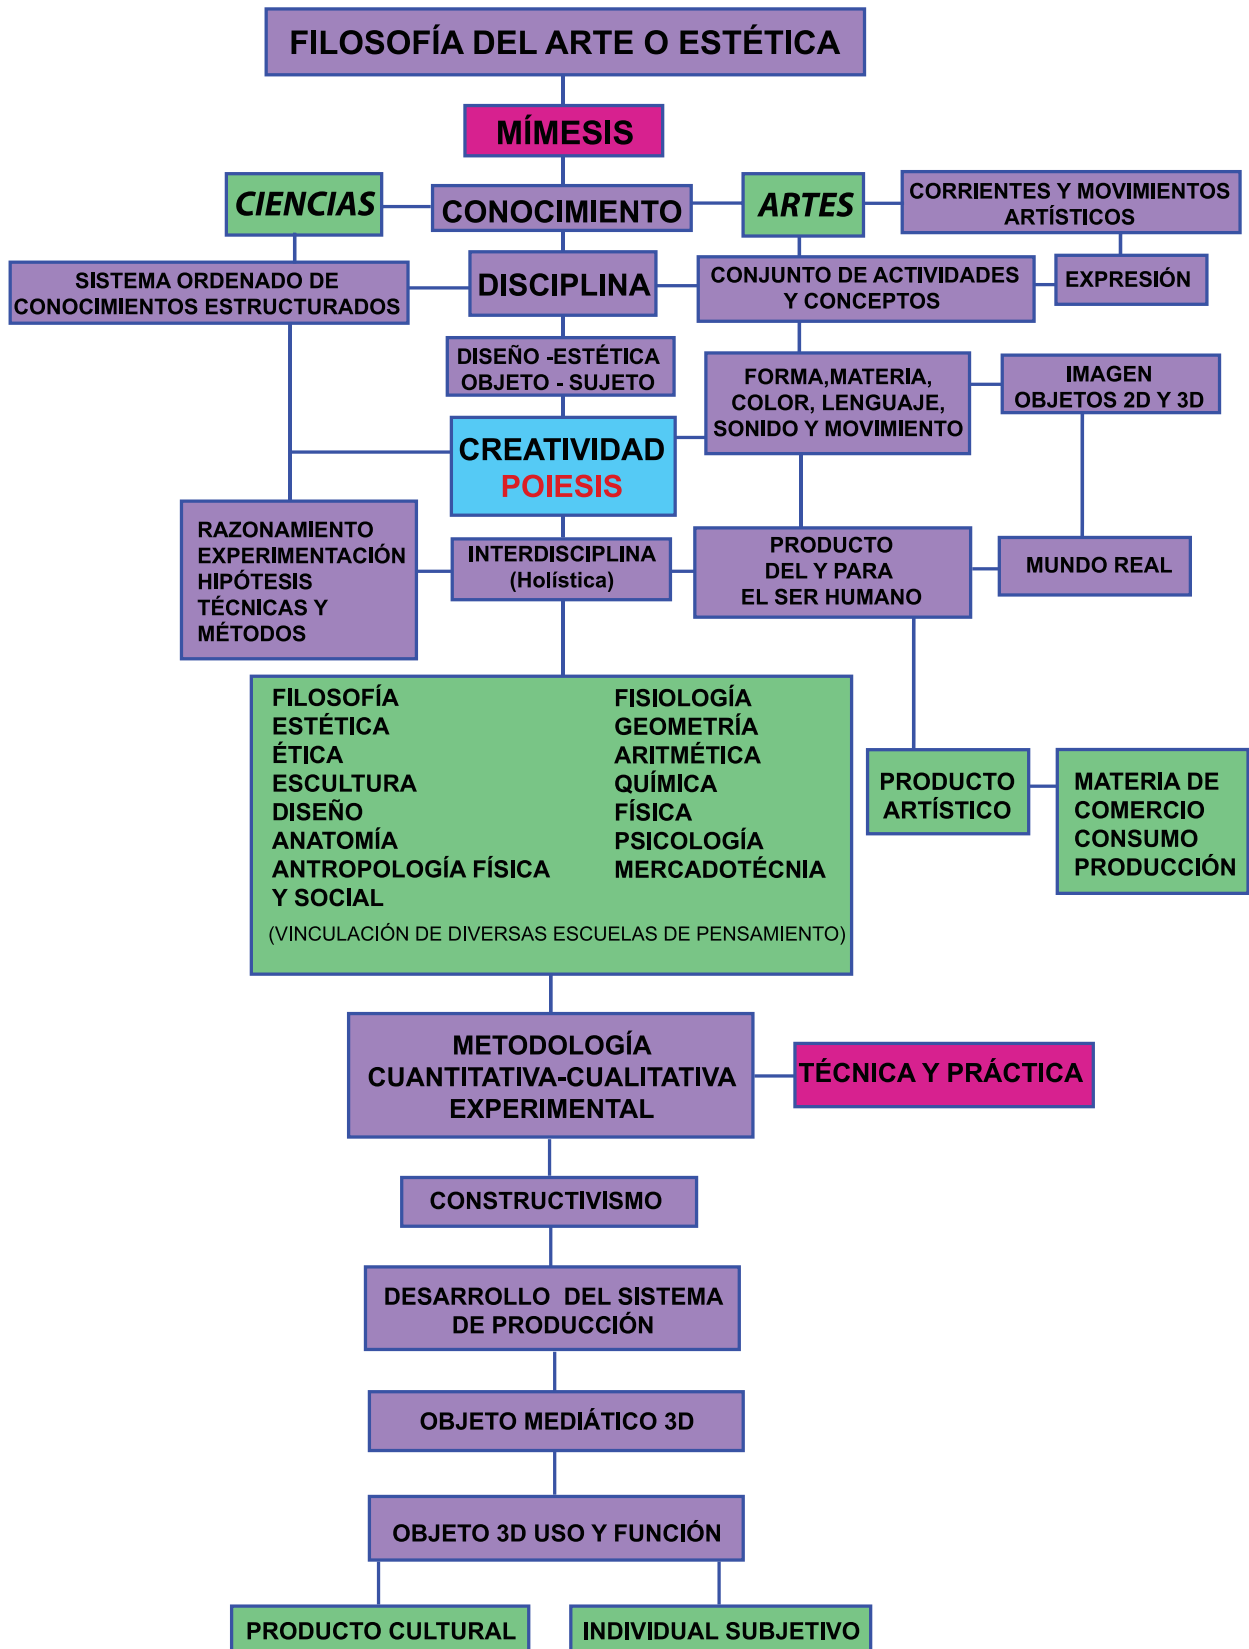 FILOSOFÍA DEL ARTE O ESTÉTICA
MÍMESIS
CIENCIAS
CONOCIMIENTO
ARTES
CORRIENTES Y MOVIMIENTOS
ARTÍSTICOS
SISTEMA ORDENADO DE
CONOCIMIENTOS ESTRUCTURADOS
DISCIPLINA
CONJUNTO DE ACTIVIDADES
Y CONCEPTOS
EXPRESIÓN
DISEÑO -ESTÉTICA
OBJETO - SUJETO
FORMA,MATERIA,
COLOR, LENGUAJE,
SONIDO Y MOVIMIENTO
IMAGEN
OBJETOS 2D Y 3D
CREATIVIDAD
POIESIS
RAZONAMIENTO
EXPERIMENTACIÓN
HIPÓTESIS
TÉCNICAS Y
MÉTODOS
INTERDISCIPLINA
(Holística)
PRODUCTO
DEL Y PARA
EL SER HUMANO
MUNDO REAL
FILOSOFÍA
ESTÉTICA
ÉTICA
ESCULTURA
DISEÑO
ANATOMÍA
ANTROPOLOGÍA FÍSICA
Y SOCIAL
FISIOLOGÍA
GEOMETRÍA
ARITMÉTICA
QUÍMICA
FÍSICA
PSICOLOGÍA
MERCADOTÉCNIA
(VINCULACIÓN DE DIVERSAS ESCUELAS DE PENSAMIENTO)
PRODUCTO
ARTÍSTICO
MATERIA DE
COMERCIO
CONSUMO
PRODUCCIÓN
METODOLOGÍA
CUANTITATIVA-CUALITATIVA
EXPERIMENTAL
TÉCNICA Y PRÁCTICA
CONSTRUCTIVISMO
DESARROLLO DEL SISTEMA
DE PRODUCCIÓN
OBJETO MEDIÁTICO 3D
OBJETO 3D USO Y FUNCIÓN
PRODUCTO CULTURAL
INDIVIDUAL SUBJETIVO